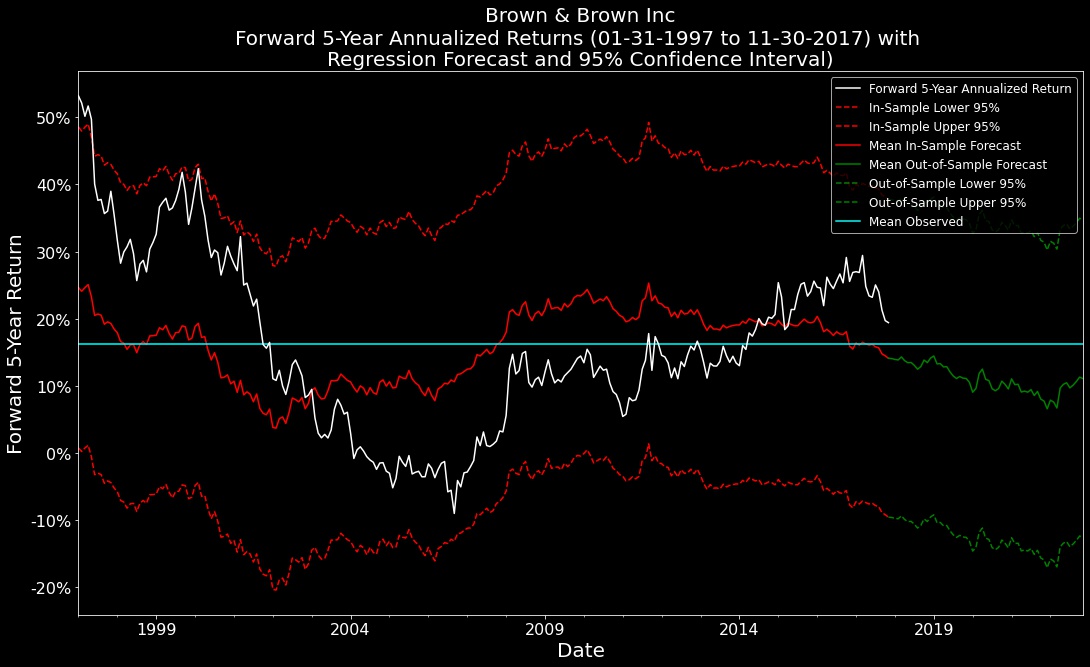 Brown & Brown Inc
Forward 5-Year Annualized Returns (01-31-1997 to 11-30-2017) with
Regression Forecast and 95% Confidence Interval)
Forward 5-Year Annualized Return
In-Sample Lower 95%
In-Sample Upper 95%
Mean In-Sample Forecast
Mean Out-of-Sample Forecast
Out-of-Sample Lower 95%
Out-of-Sample Upper 95%
Mean Observed
Forward 5-Year Return
50%
40%
30%
20%
10%
0%
-10%
-20%
1999
2004
2009
2014
2019
Date